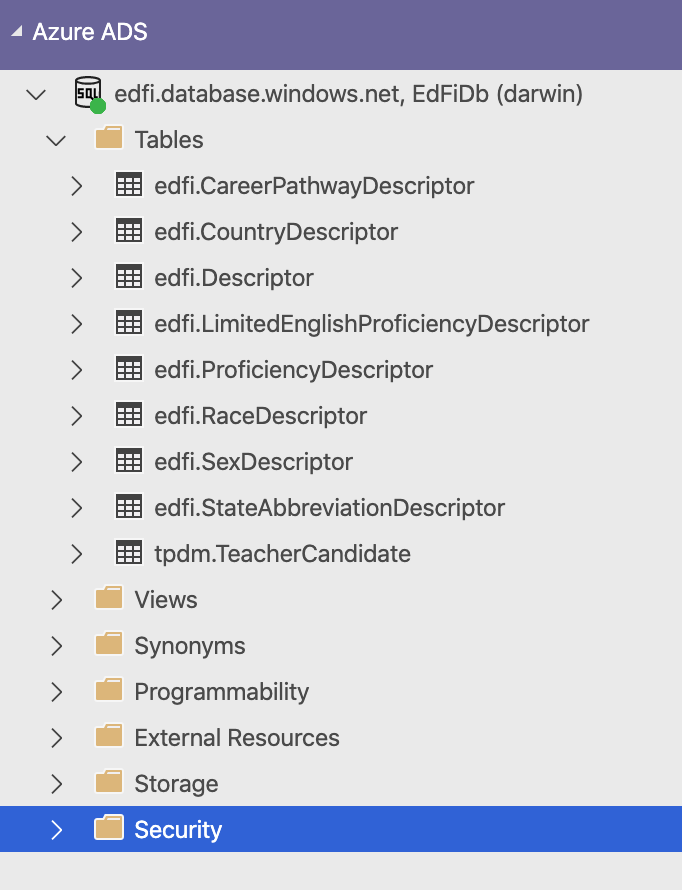 Azure ADS
SQL
edfi.database.windows.net, EdFiDb (darwin)
Tables
edfi.CareerPathwayDescriptor
edfi.CountryDescriptor
edfi.Descriptor
edfi.LimitedEnglishProficiencyDescriptor
edfi.ProficiencyDescriptor
edfi.RaceDescriptor
edfi.SexDescriptor
edfi.StateAbbreviationDescriptor
tpdm.TeacherCandidate
Views
Synonyms
Programmability
External Resources
Storage
Security